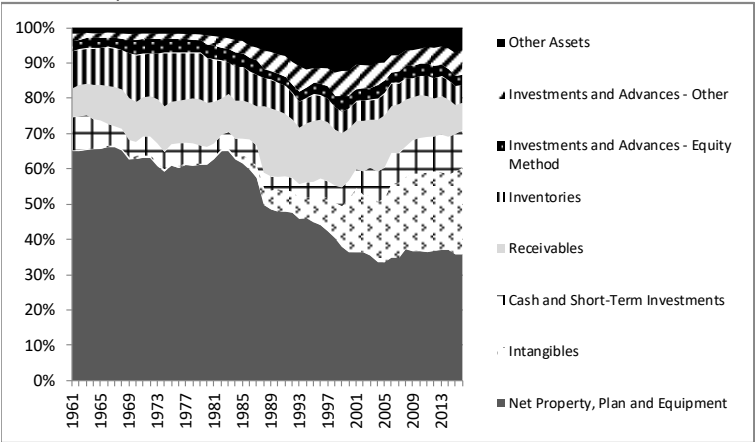 100%
90%
80%
70%
60%
50%
40%
30%
20%
10%
0%
1961
1965
1969
1973
1977
1981
1985
1989
1993
1997
2001
2005
2009
2013
Other Assets
Investments and Advances - Other
Investments and Advances - Equity
Method
Inventories
Receivables
Cash and Short-Term Investments
Intangibles
Net Property, Plan and Equipment